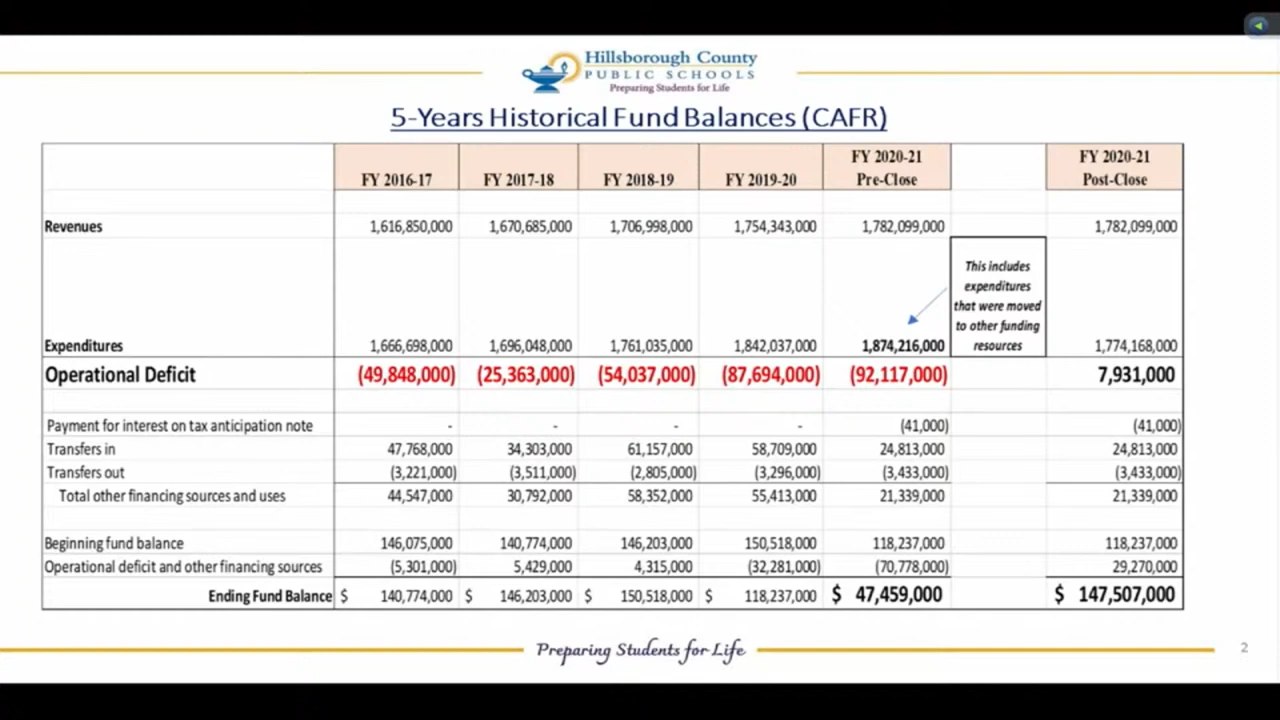 Hillsborough County
PUBLIC SCHOOLS
Preparing Students for Life
5-Years Historical Fund Balances (CAFR)
FY 2016-17 FY 2017-18 FY 2018-19 FY 2019-20 FY 2020-21 Pre-Close FY 2020-21 Post-Close
Revenues 1,616,850,000 1,670,685,000 1,706,998,000 1,754,343,000 1,782,099,000 1,782,099,000
This includes
expenditures
that were moved
to other funding
resources
Expenditures 1,666,698,000 1,696,048,000 1,761,035,000 1,842,037,000 1,874,216,000 1,774,168,000
Operational Deficit (49,848,000) (25,363,000) (54,037,000) (87,694,000) (92,117,000) 7,931,000
Payment for interest on tax anticipation note - - - - (41,000) (41,000)
Transfers in 47,768,000 34,303,000 61,157,000 58,709,000 24,813,000 24,813,000
Transfers out (3,221,000) (3,511,000) (2,805,000) (3,296,000) (3,433,000) (3,433,000)
Total other financing sources and uses 44,547,000 30,792,000 58,352,000 55,413,000 21,339,000 21,339,000
Beginning fund balance 146,075,000 140,774,000 146,203,000 150,518,000 118,237,000 118,237,000
Operational deficit and other financing sources (5,301,000) 5,429,000 4,315,000 (32,281,000) (70,778,000) 29,270,000
Ending Fund Balance $ 140,774,000 $ 146,203,000 $ 150,518,000 $ 118,237,000 $ 47,459,000 $ 147,507,000
Preparing Students for Life
2